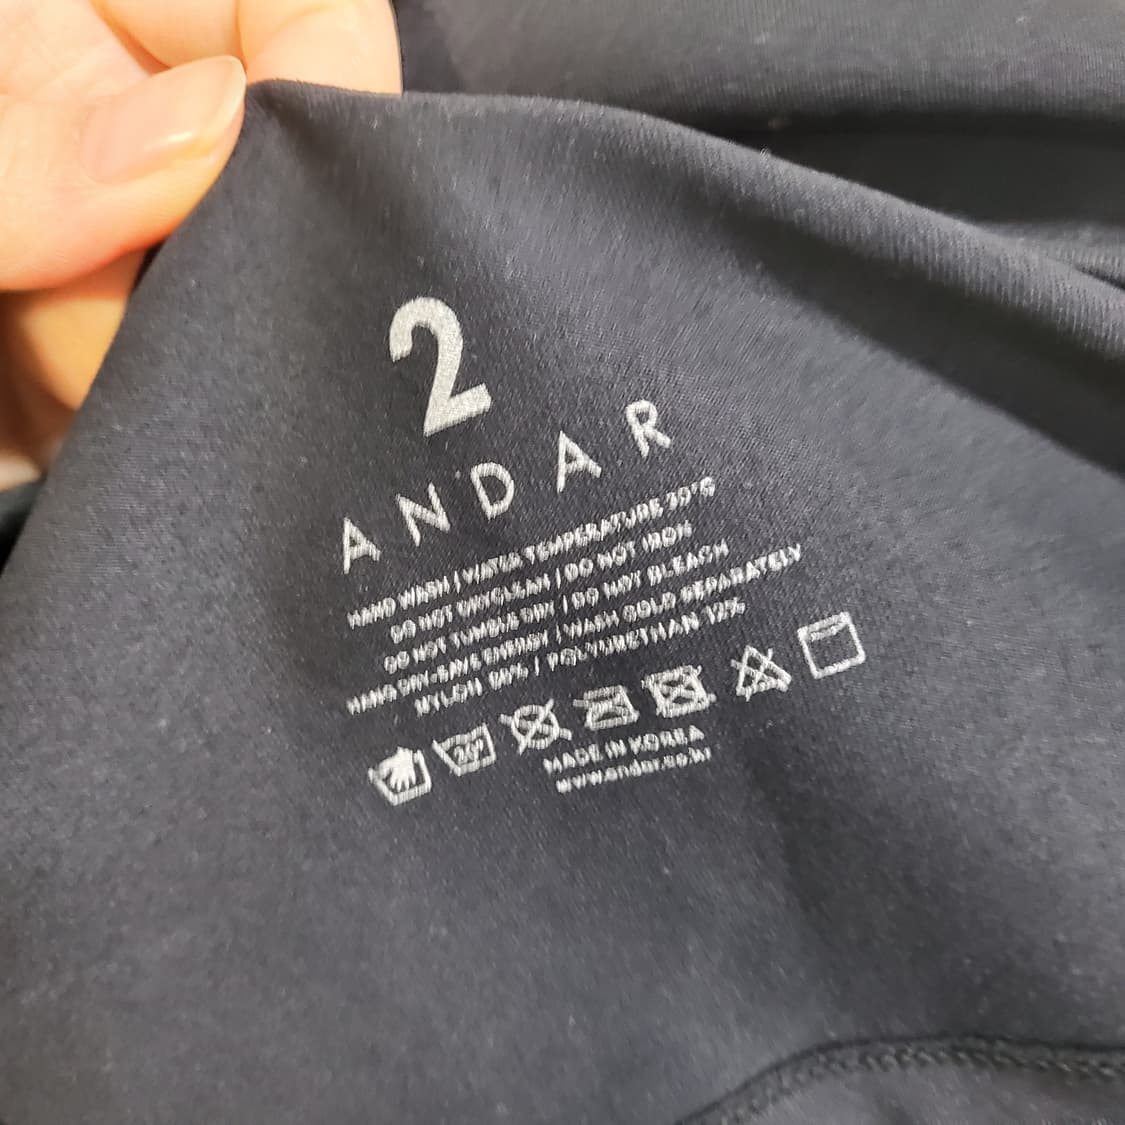 2
ANDAR
HAND WASH | WATER TEMPERATURE 30°C
DO NOT DRYCLEAN | DO NOT IRON
DO NOT TUMBLE DRY | DO NOT BLEACH
HANG DRY-SAVE ENERGY | WASH COLD SEPARATELY
NYLON | POLYURETHAN 12%
30°
MADE IN KOREA
www.andar.co.kr